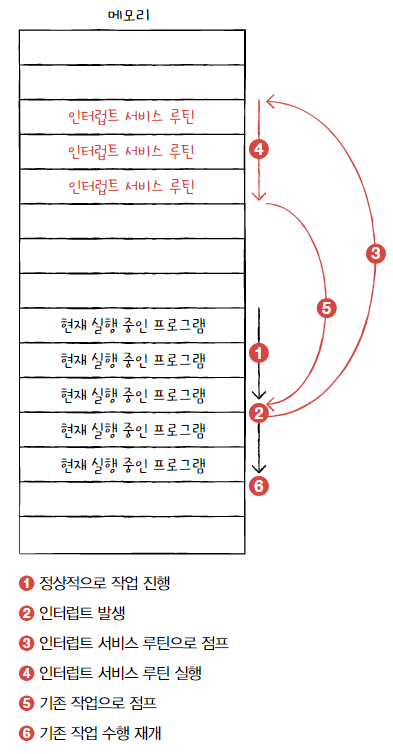 메모리
인터럽트 서비스 루틴
인터럽트 서비스 루틴
4
인터럽트 서비스 루틴
3
5
현재 실행 중인 프로그램
1
현재 실행 중인 프로그램
현재 실행 중인 프로그램
2
현재 실행 중인 프로그램
현재 실행 중인 프로그램
6
1 정상적으로 작업 진행
2 인터럽트 발생
3 인터럽트 서비스 루틴으로 점프
4 인터럽트 서비스 루틴 실행
5 기존 작업으로 점프
6 기존 작업 수행 재개